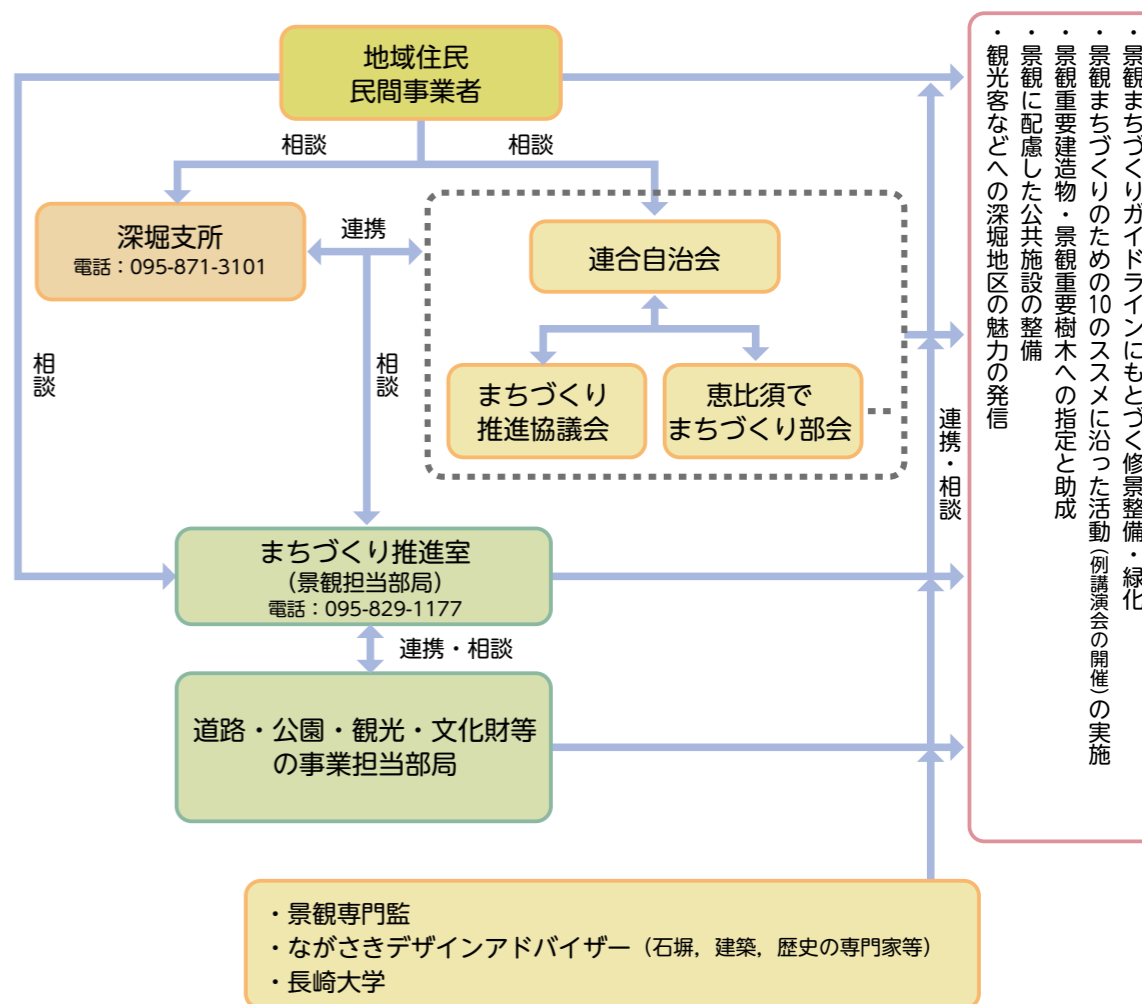 地域住民
民間事業者
相談
相談
深堀支所
電話：095-871-3101
連携
連合自治会
まちづくり
推進協議会
恵比須で
まちづくり部会
相談
相談
まちづくり推進室
（景観担当部局）
電話：095-829-1177
連携・相談
道路・公園・観光・文化財等
の事業担当部局
連携・相談
・景観専門監
・ながさきデザインアドバイザー（石塀，建築，歴史の専門家等）
・長崎大学
・景観まちづくりガイドラインにもとづく修景整備・緑化
・景観まちづくりのための10のススメに沿った活動（例講演会の開催）の実施
・景観重要建造物・景観重要樹木への指定と助成
・景観に配慮した公共施設の整備
・観光客などへの深堀地区の魅力の発信